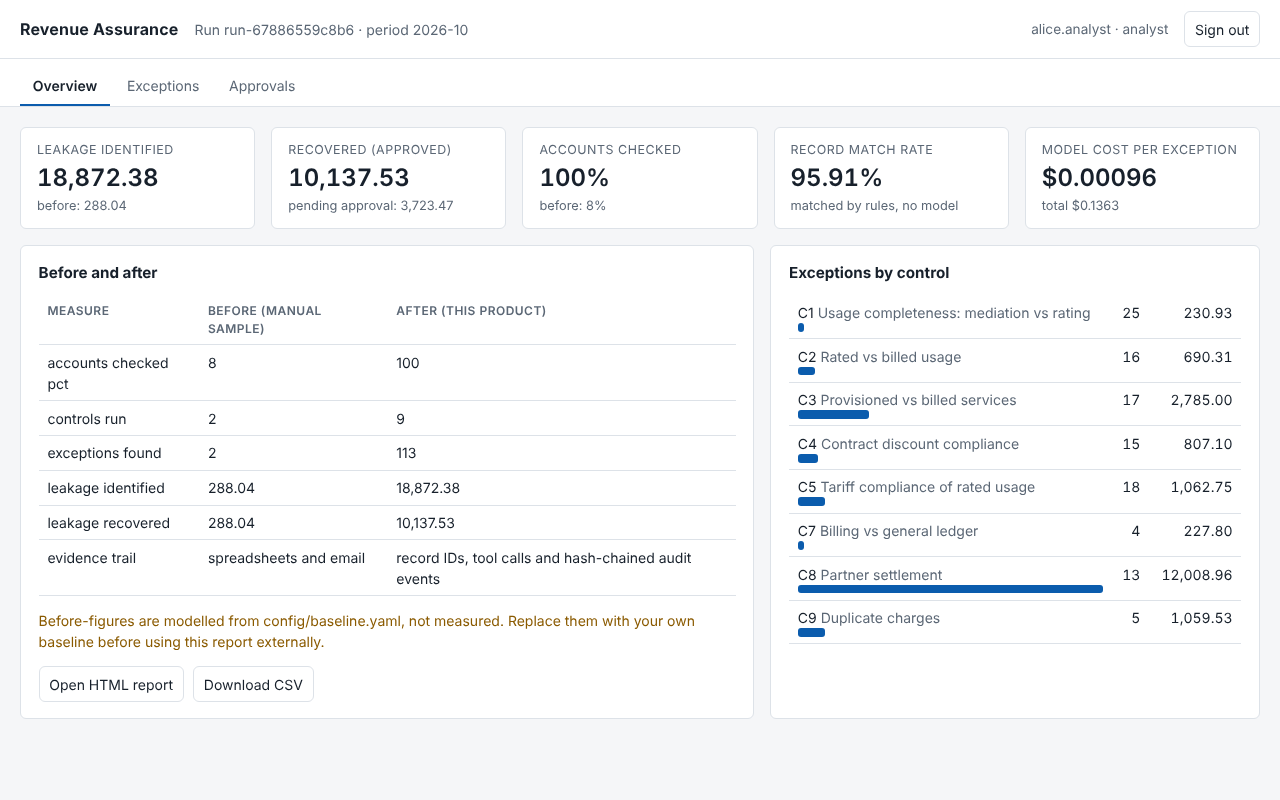 Revenue Assurance Run run-67886559c8b6 · period 2026-10 alice.analyst · analyst Sign out
Overview Exceptions Approvals
LEAKAGE IDENTIFIED
18,872.38
before: 288.04
RECOVERED (APPROVED)
10,137.53
pending approval: 3,723.47
ACCOUNTS CHECKED
100%
before: 8%
RECORD MATCH RATE
95.91%
matched by rules, no model
MODEL COST PER EXCEPTION
$0.00096
total $0.1363
Before and after
MEASURE BEFORE (MANUAL SAMPLE) AFTER (THIS PRODUCT)
accounts checked pct 8 100
controls run 2 9
exceptions found 2 113
leakage identified 288.04 18,872.38
leakage recovered 288.04 10,137.53
evidence trail spreadsheets and email record IDs, tool calls and hash-chained audit events
Before-figures are modelled from config/baseline.yaml, not measured. Replace them with your own
baseline before using this report externally.
Open HTML report Download CSV
Exceptions by control
C1 Usage completeness: mediation vs rating 25 230.93
C2 Rated vs billed usage 16 690.31
C3 Provisioned vs billed services 17 2,785.00
C4 Contract discount compliance 15 807.10
C5 Tariff compliance of rated usage 18 1,062.75
C7 Billing vs general ledger 4 227.80
C8 Partner settlement 13 12,008.96
C9 Duplicate charges 5 1,059.53